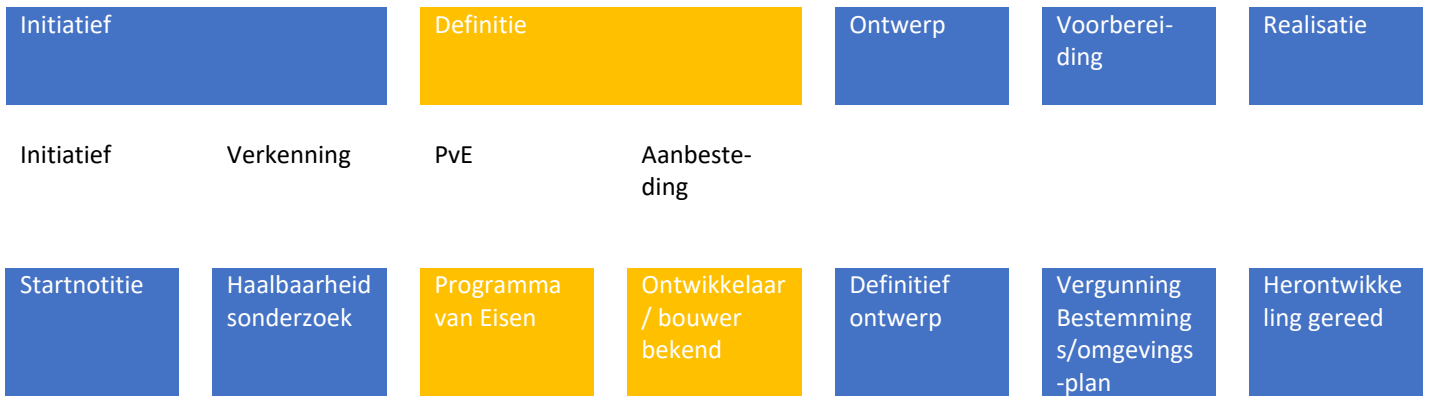 Initiatief
Definitie
Ontwerp
Voorberei-
ding
Realisatie
Initiatief
Verkenning
PvE
Aanbeste-
ding
Startnotitie
Haalbaarheid
sonderzoek
Programma
van Eisen
Ontwikkelaar
/ bouwer
bekend
Definitief
ontwerp
Vergunning
Bestemming
s/omgevings
-plan
Herontwikke
ling gereed